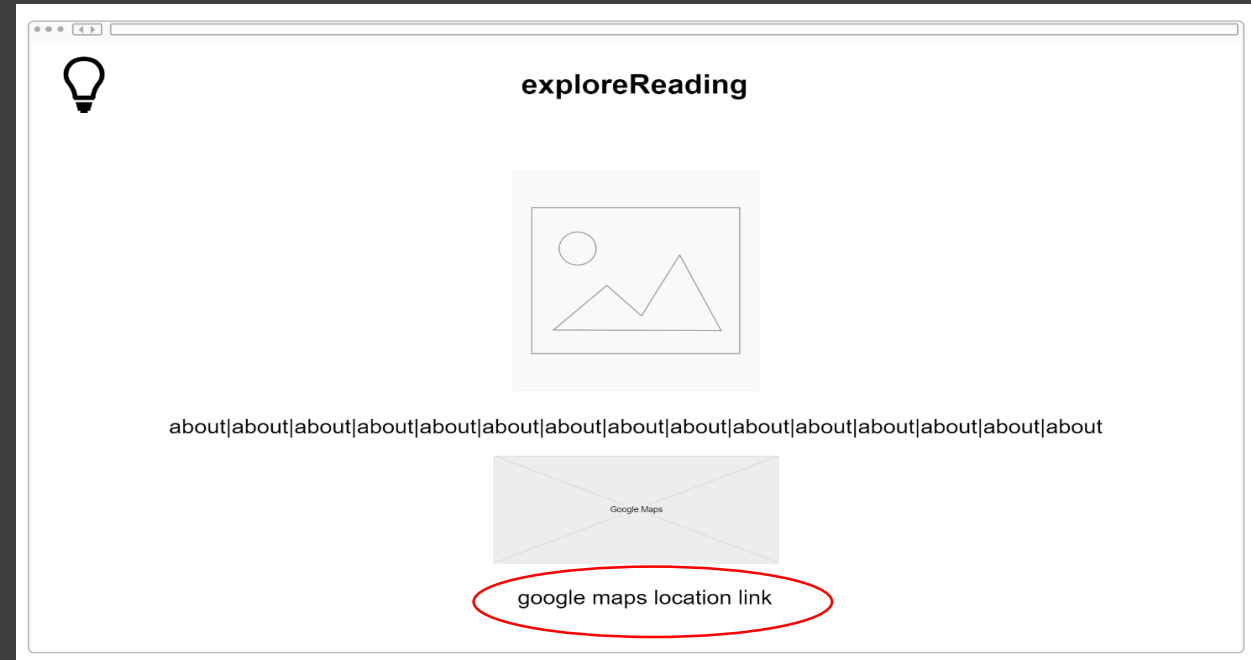 exploreReading
about|about|about|about|about|about|about|about|about|about|about|about|about|about|about
Google Maps
google maps location link